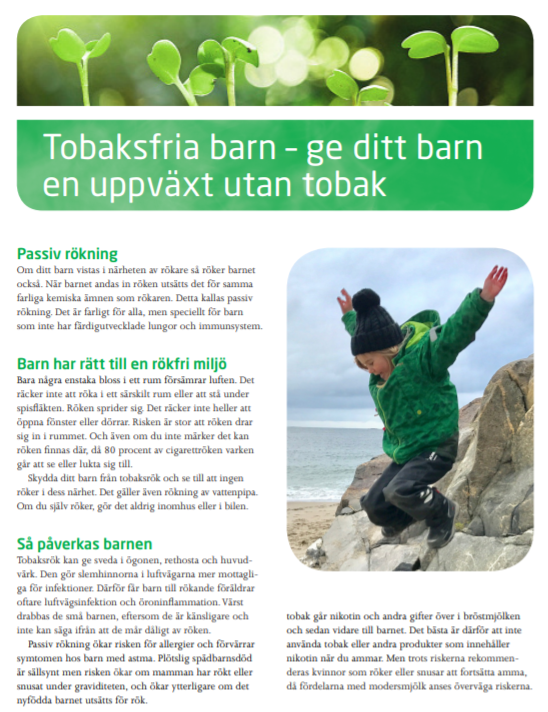 Tobaksfria barn – ge ditt barn
en uppväxt utan tobak
Passiv rökning
Om ditt barn vistas i närheten av rökare så röker barnet
också. När barnet andas in röken utsätts det för samma
farliga kemiska ämnen som rökaren. Detta kallas passiv
rökning. Det är farligt för alla, men speciellt för barn
som inte har färdigutvecklade lungor och immunsystem.
Barn har rätt till en rökfri miljö
Bara några enstaka bloss i ett rum försämrar luften. Det
räcker inte att röka i ett särskilt rum eller att stå under
spisfläkten. Röken sprider sig. Det räcker inte heller att
öppna fönster eller dörrar. Risken är stor att röken drar
sig in i rummet. Och även om du inte märker det kan
röken finnas där, då 80 procent av cigarettröken varken
går att se eller lukta sig till.
Skydda ditt barn från tobaksrök och se till att ingen
röker i dess närhet. Det gäller även rökning av vattenpipa.
Om du själv röker, gör det aldrig inomhus eller i bilen.
Så påverkas barnen
Tobaksrök kan ge sveda i ögonen, rethosta och huvud-
värk. Den gör slemhinnorna i luftvägarna mer mottagli-
ga för infektioner. Därför får barn till rökande föräldrar
oftare luftvägsinfektion och öroninflammation. Värst
drabbas de små barnen, eftersom de är känsligare och
inte kan säga ifrån att de mår dåligt av röken.
Passiv rökning ökar risken för allergier och förvärrar
symtomen hos barn med astma. Plötslig spädbarnsdöd
är sällsynt men risken ökar om mamman har rökt eller
snusat under graviditeten, och ökar ytterligare om det
nyfödda barnet utsätts för rök.
tobak går nikotin och andra gifter över i bröstmjölken
och sedan vidare till barnet. Det bästa är därför att inte
använda tobak eller andra produkter som innehåller
nikotin när du ammar. Men trots riskerna rekommen-
deras kvinnor som röker eller snusar att fortsätta amma,
då fördelarna med modersmjölk anses överväga riskerna.